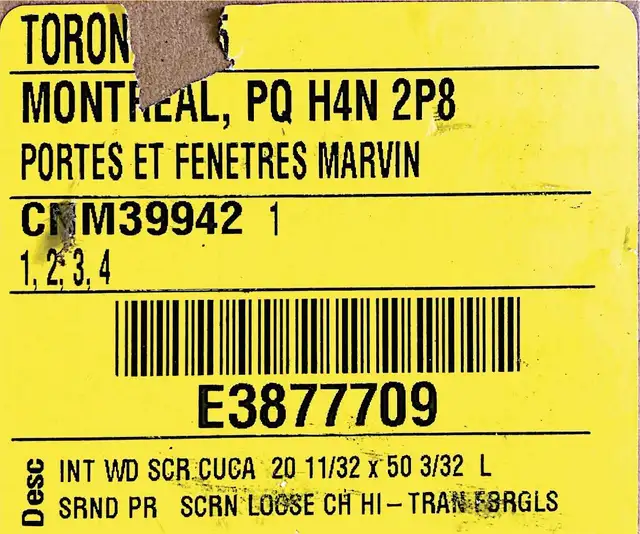 TORON
MONTREAL, PQ H4N 2P8
PORTES ET FENETRES MARVIN
1
1, 2, 3, 4
E3877709
Desc
INT WD SCR CUCA 20 11/32 x 50 3/32 L
SRND PR SCRN LOOSE CH HI-TRAN FBRGLS